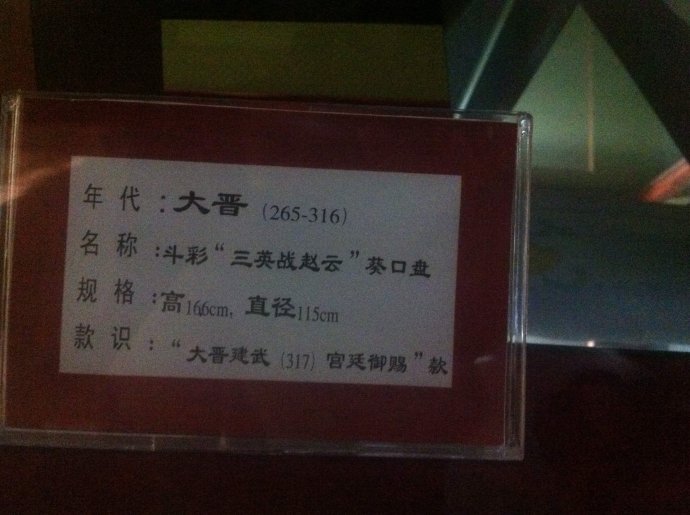 年代：大晋（265-316）
名称：斗彩“三英战赵云”葵口盘
规格：高166cm，直径115cm
款识：“大晋建武（317）宫廷御赐”款